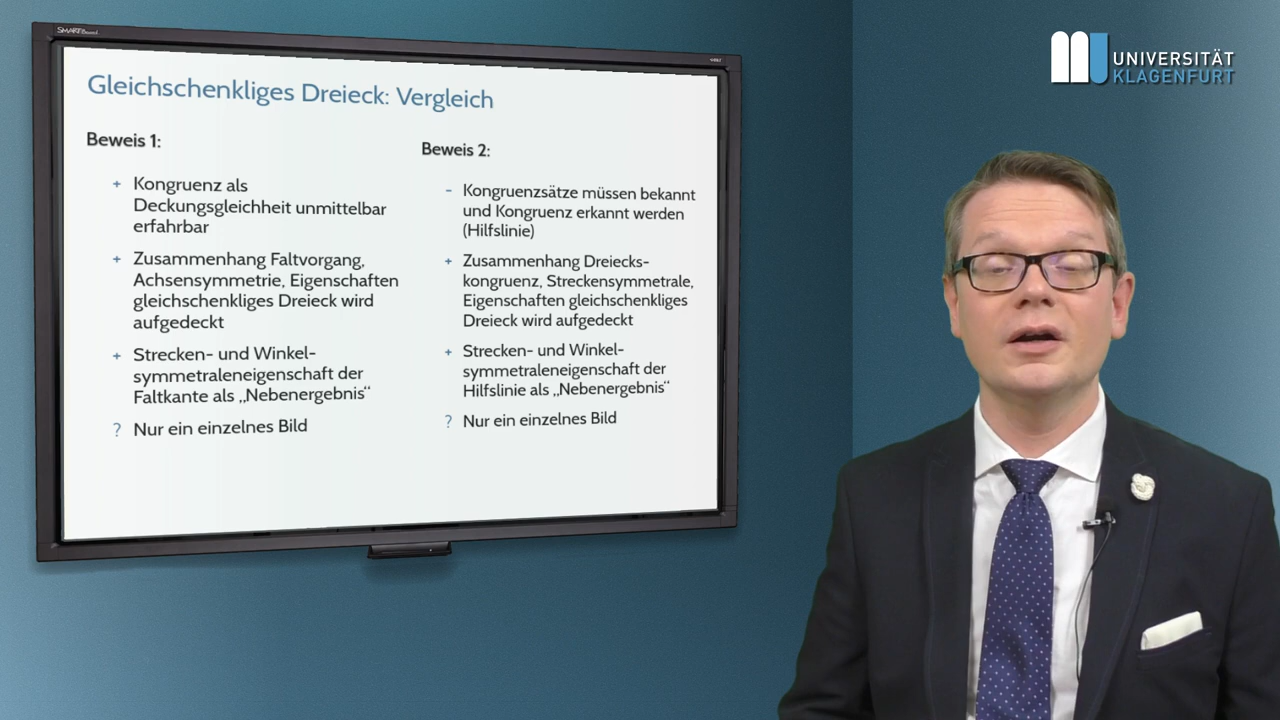 SMART Board
UNIVERSITÄT
KLAGENFURT
Gleichschenkliges Dreieck: Vergleich
Beweis 1:
+ Kongruenz als
Deckungsgleichheit unmittelbar
erfahrbar
+ Zusammenhang Faltvorgang,
Achsensymmetrie, Eigenschaften
gleichschenkliges Dreieck wird
aufgedeckt
+ Strecken- und Winkel-
symmetraleneigenschaft der
Faltkante als „Nebenergebnis“
? Nur ein einzelnes Bild
Beweis 2:
- Kongruenzsätze müssen bekannt
und Kongruenz erkannt werden
(Hilfslinie)
+ Zusammenhang Dreiecks-
kongruenz, Streckensymmetrale,
Eigenschaften gleichschenkliges
Dreieck wird aufgedeckt
+ Strecken- und Winkel-
symmetraleneigenschaft der
Hilfslinie als „Nebenergebnis“
? Nur ein einzelnes Bild